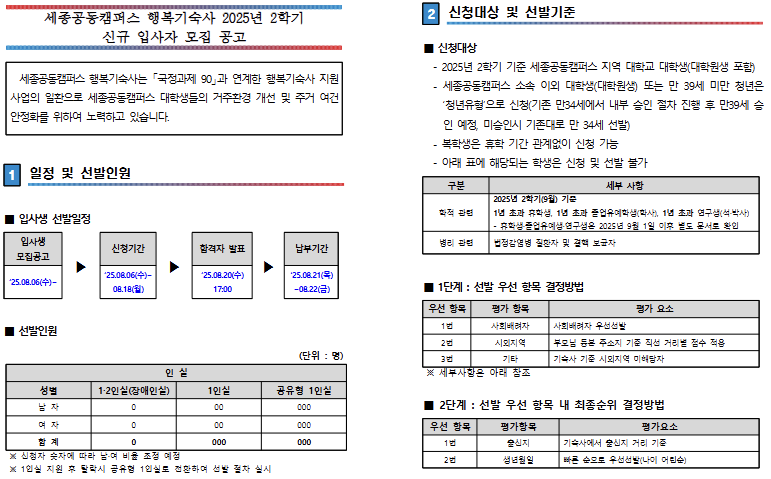 세종공동캠퍼스 행복기숙사 2025년 2학기
신규 입사자 모집 공고
세종공동캠퍼스 행복기숙사는 「국정과제 90」과 연계한 행복기숙사 지원
사업의 일환으로 세종공동캠퍼스 대학생들의 거주환경 개선 및 주거 여건
안정화를 위하여 노력하고 있습니다.
1 일정 및 선발인원
■ 입사생 선발일정
입사생
모집공고
'25.08.06(수)~
▶
신청기간
'25.08.06(수)~
08.18(월)
▶
합격자 발표
'25.08.20(수)
17:00
▶
납부기간
'25.08.21(목)
~08.22(금)
■ 선발인원
(단위 : 명)
인 실
성별 1·2인실(장애인실) 1인실 공유형 1인실
남 자 0 00 000
여 자 0 00 000
합 계 0 000 000
※ 신청자 숫자에 따라 남·여 비율 조정 예정
※ 1인실 지원 후 탈락시 공유형 1인실로 전환하여 선발 절차 실시
2 신청대상 및 선발기준
■ 신청대상
- 2025년 2학기 기준 세종공동캠퍼스 지역 대학교 대학생(대학원생 포함)
- 세종공동캠퍼스 소속 이외 대학생(대학원생) 또는 만 39세 미만 청년은
'청년유형'으로 신청(기존 만34세에서 내부 승인 절차 진행 후 만39세 승
인 예정, 미승인시 기존대로 만 34세 선발)
- 복학생은 휴학 기간 관계없이 신청 가능
- 아래 표에 해당되는 학생은 신청 및 선발 불가
구분 세부 사항
학적 관련
2025년 2학기(9월) 기준
1년 초과 휴학생, 1년 초과 졸업유예학생(학사), 1년 초과 연구생(석·박사)
- 휴학생·졸업유예생·연구생은 2025년 9월 1일 이후 별도 문서로 확인
병리 관련 법정감염병 질환자 및 결핵 보균자
■ 1단계 : 선발 우선 항목 결정방법
우선 항목 평가 항목 평가 요소
1번 사회배려자 사회배려자 우선선발
2번 시외지역 부모님 등본 주소지 기준 직선 거리별 점수 적용
3번 기타 기숙사 기준 시외지역 미해당자
※ 세부사항은 아래 참조
■ 2단계 : 선발 우선 항목 내 최종순위 결정방법
우선 항목 평가항목 평가요소
1번 출신지 기숙사에서 출신지 거리 기준
2번 생년월일 빠른 순으로 우선선발(나이 어린순)